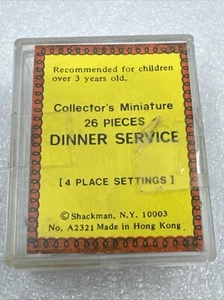 Recommended for children
over 3 years old.
Collector's Miniature
26 PIECES
DINNER SERVICE
[4 PLACE SETTINGS]
© Shackman, N.Y. 10003
No. A2321 Made in Hong Kong